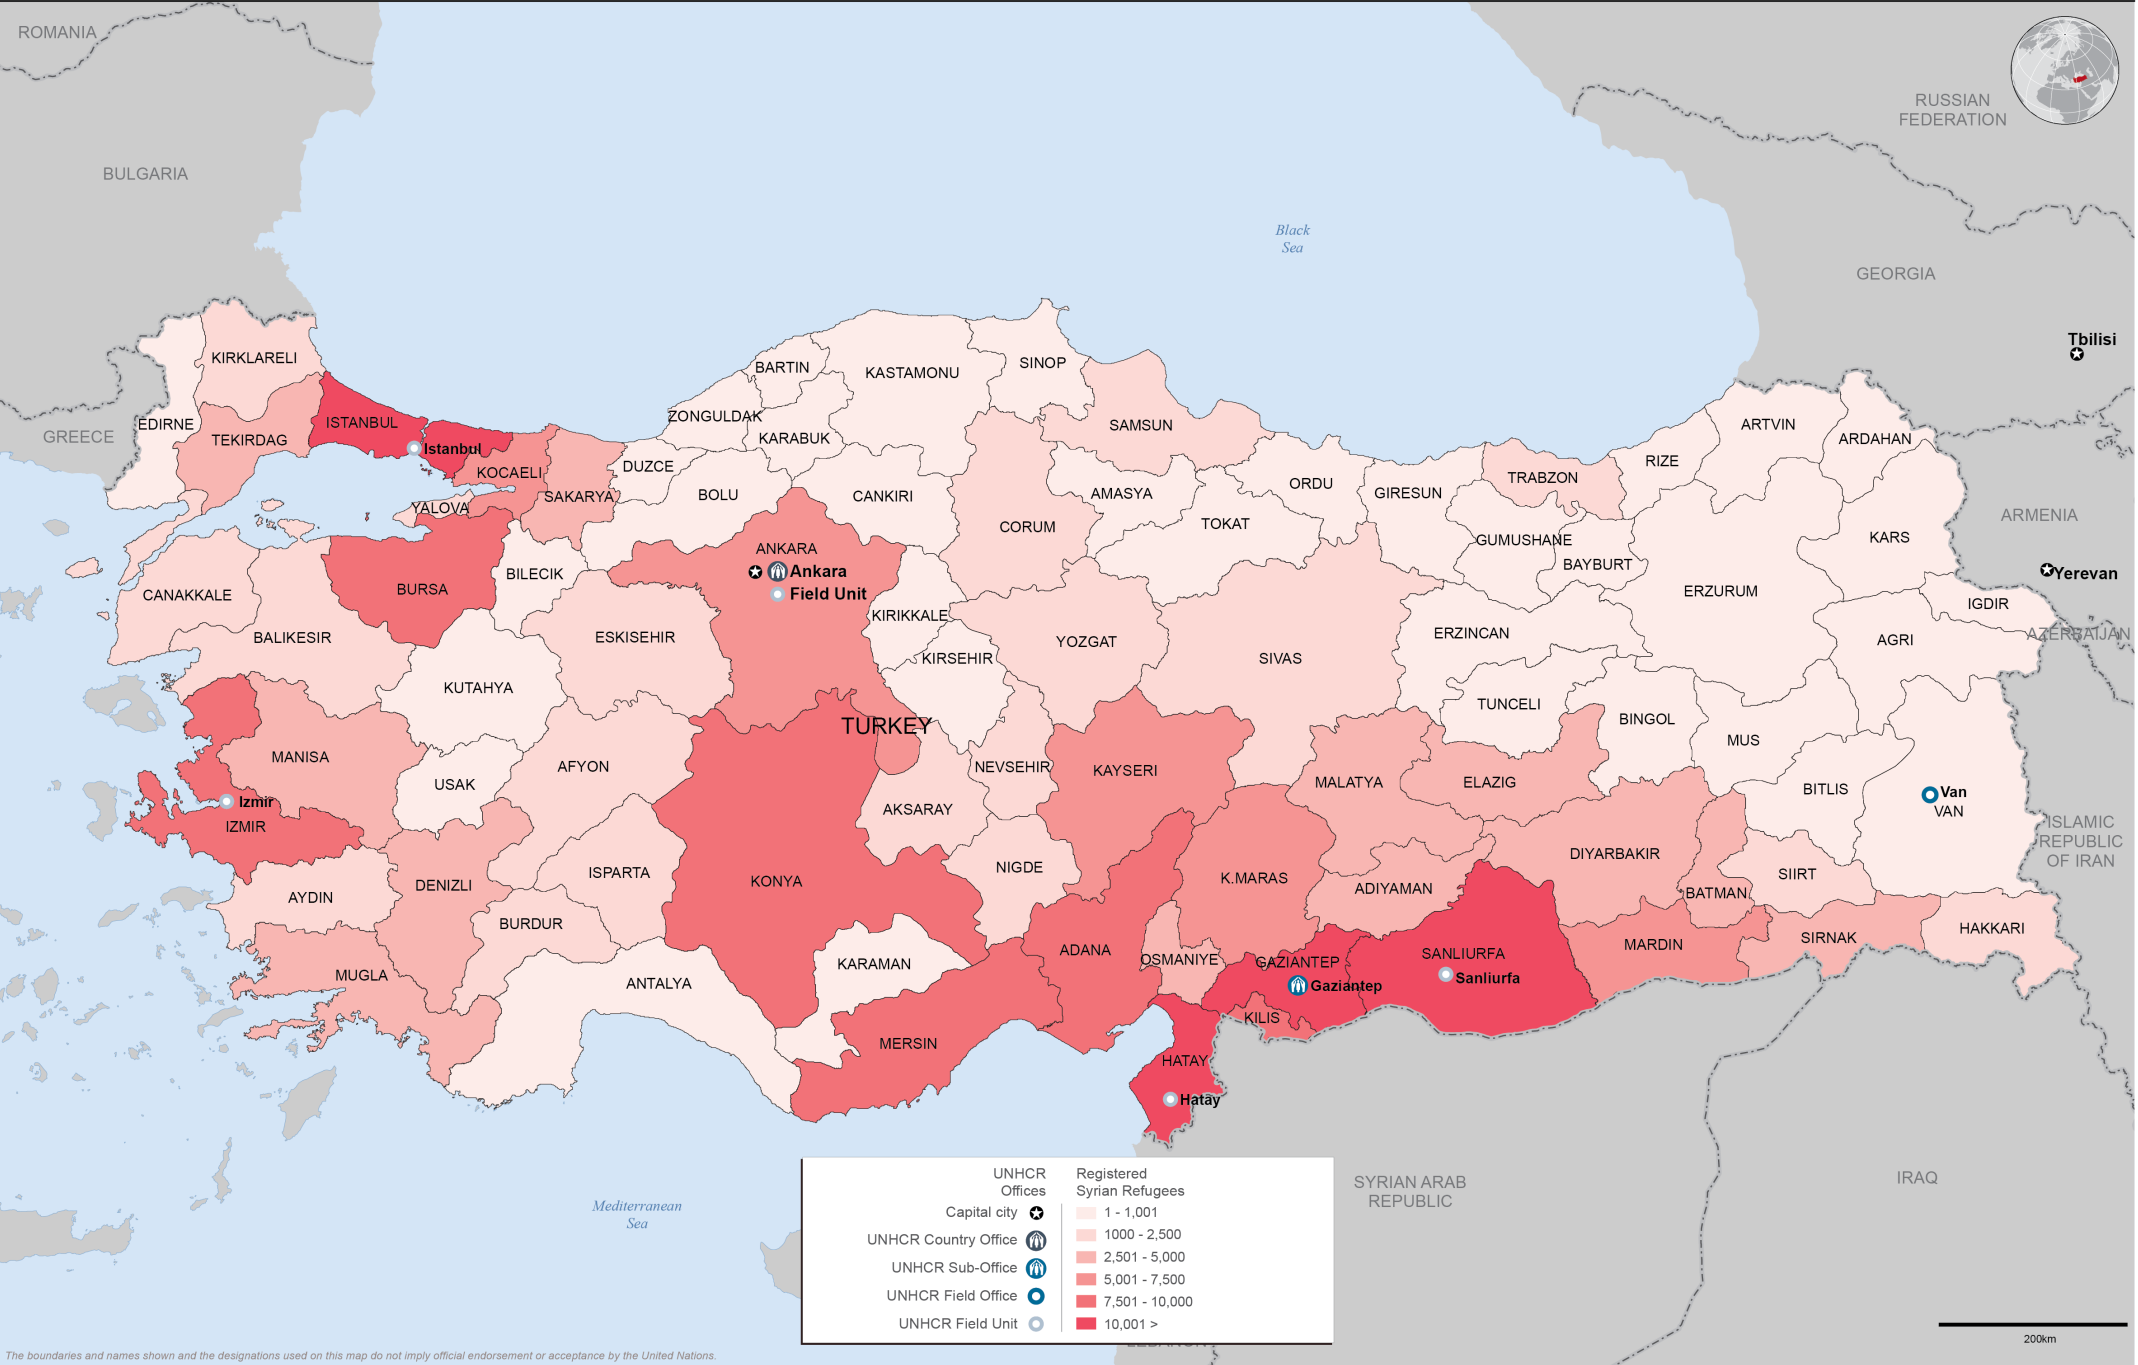 ROMANIA
BULGARIA
GREECE
RUSSIAN
FEDERATION
GEORGIA
Tbilisi
ARMENIA
Yerevan
AZERBAIJAN
ISLAMIC
REPUBLIC
OF IRAN
IRAQ
SYRIAN ARAB
REPUBLIC
Black
Sea
Mediterranean
Sea
KIRKLARELI
EDIRNE
TEKIRDAG
ISTANBUL
Istanbul
KOCAELI
YALOVA
SAKARYA
DUZCE
ZONGULDAK
BARTIN
KARABUK
KASTAMONU
SINOP
SAMSUN
BOLU
CANKIRI
CORUM
AMASYA
TOKAT
ORDU
GIRESUN
TRABZON
RIZE
ARTVIN
ARDAHAN
KARS
GUMUSHANE
BAYBURT
ERZURUM
IGDIR
AGRI
CANAKKALE
BALIKESIR
BURSA
BILECIK
ESKISEHIR
ANKARA
Ankara
Field Unit
KIRIKKALE
KIRSEHIR
YOZGAT
SIVAS
ERZINCAN
TUNCELI
BINGOL
MUS
BITLIS
Van
VAN
KUTAHYA
TURKEY
MANISA
USAK
AFYON
Izmir
IZMIR
AKSARAY
NEVSEHIR
KAYSERI
MALATYA
ELAZIG
DIYARBAKIR
BATMAN
SIIRT
AYDIN
DENIZLI
ISPARTA
BURDUR
KONYA
NIGDE
K.MARAS
ADIYAMAN
MUGLA
ANTALYA
KARAMAN
MERSIN
ADANA
OSMANIYE
GAZIANTEP
Gaziantep
KILIS
SANLIURFA
Sanliurfa
MARDIN
SIRNAK
HAKKARI
HATAY
Hatay
UNHCR
Offices
Capital city
UNHCR Country Office
UNHCR Sub-Office
UNHCR Field Office
UNHCR Field Unit
Registered
Syrian Refugees
1 - 1,001
1000 - 2,500
2,501 - 5,000
5,001 - 7,500
7,501 - 10,000
10,001 >
200km
The boundaries and names shown and the designations used on this map do not imply official endorsement or acceptance by the United Nations.